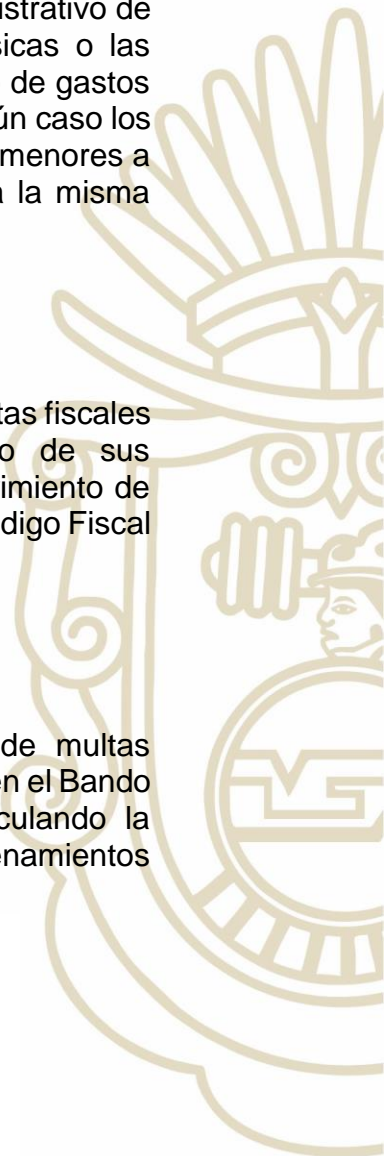 istrativo de
sicas o las
de gastos
ún caso los
menores a
a la misma
tas fiscales
o de sus
imiento de
digo Fiscal
de multas
en el Bando
culando la
enamientos